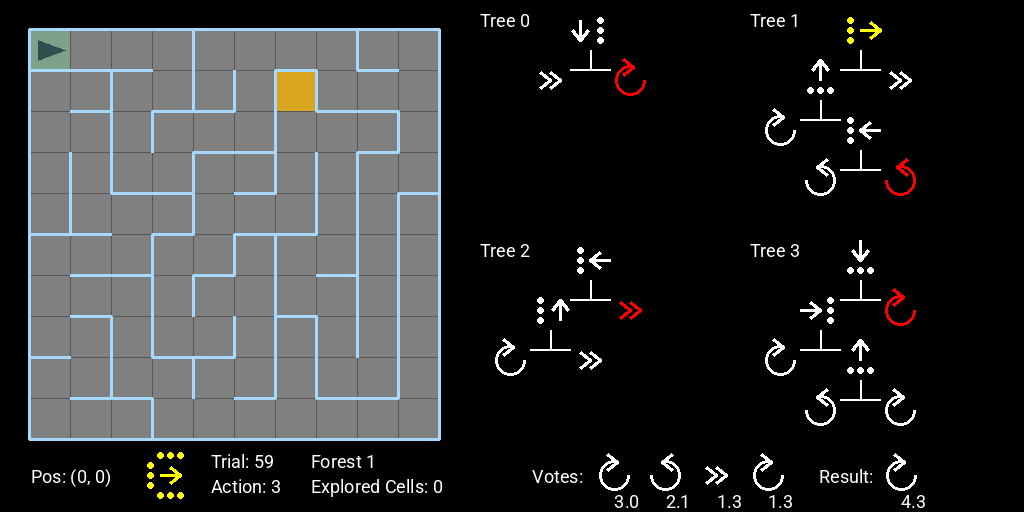 Tree 0
Tree 1
Tree 2
Tree 3
Pos: (0, 0)
Trial: 59
Action: 3
Forest 1
Explored Cells: 0
Votes:
3.0
2.1
1.3
1.3
Result:
4.3